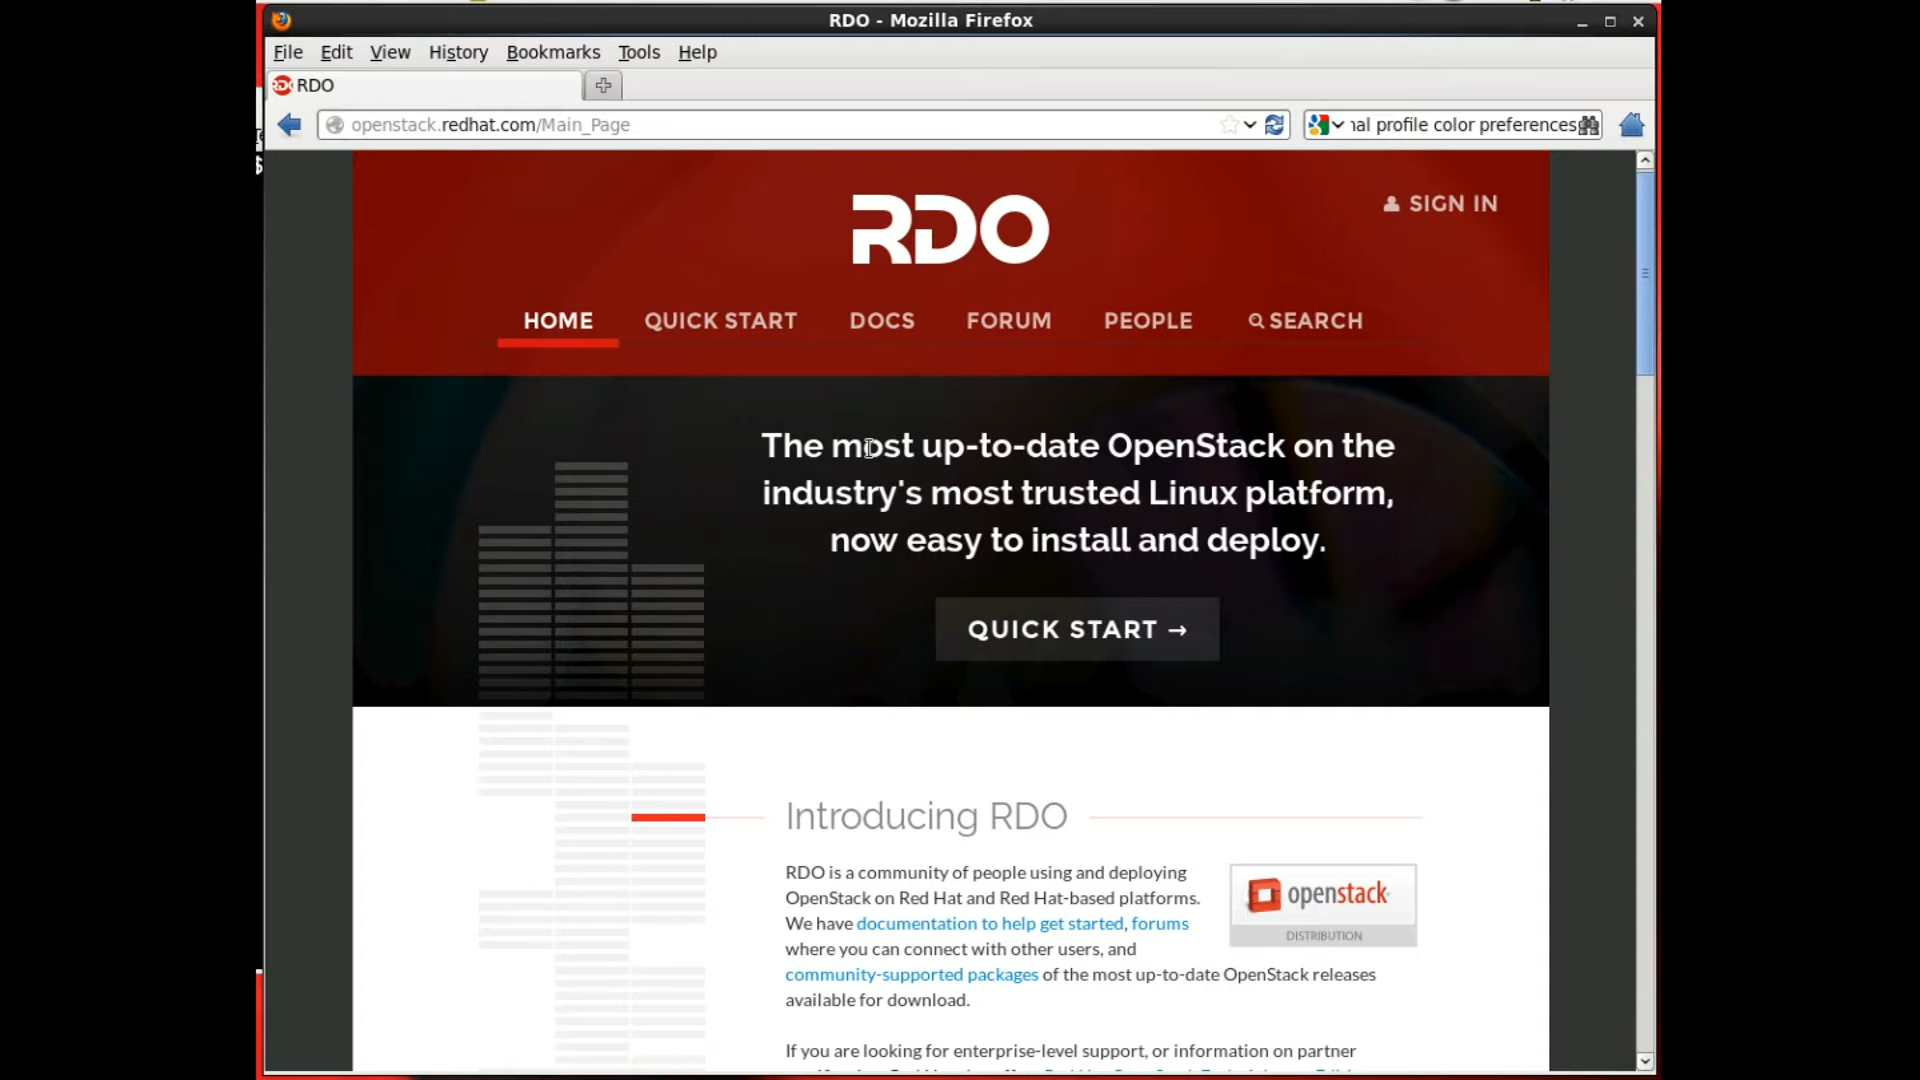 RDO - Mozilla Firefox
File Edit View History Bookmarks Tools Help
RDO
openstack.redhat.com/Main_Page
profile color preferences
RDO
SIGN IN
HOME QUICK START DOCS FORUM PEOPLE SEARCH
The most up-to-date OpenStack on the
industry's most trusted Linux platform,
now easy to install and deploy.
QUICK START →
Introducing RDO
RDO is a community of people using and deploying
OpenStack on Red Hat and Red Hat-based platforms.
We have documentation to help get started, forums
where you can connect with other users, and
community-supported packages of the most up-to-date OpenStack releases
available for download.
openstack
DISTRIBUTION
If you are looking for enterprise-level support, or information on partner